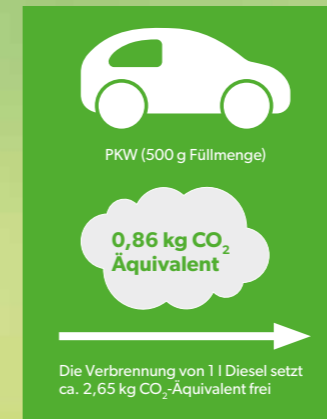 PKW (500 g Füllmenge)
0,86 kg CO₂
Äquivalent
Die Verbrennung von 1 l Diesel setzt
ca. 2,65 kg CO₂-Äquivalent frei